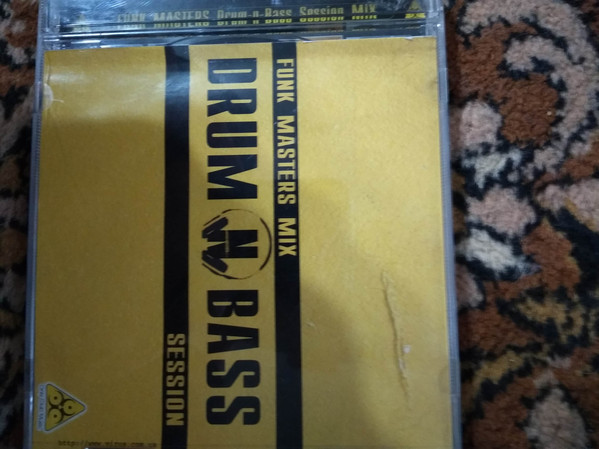 FUNK MASTERS Drum-n-Bass Session MIX
FUNK MASTERS MIX
DRUM N BASS
SESSION